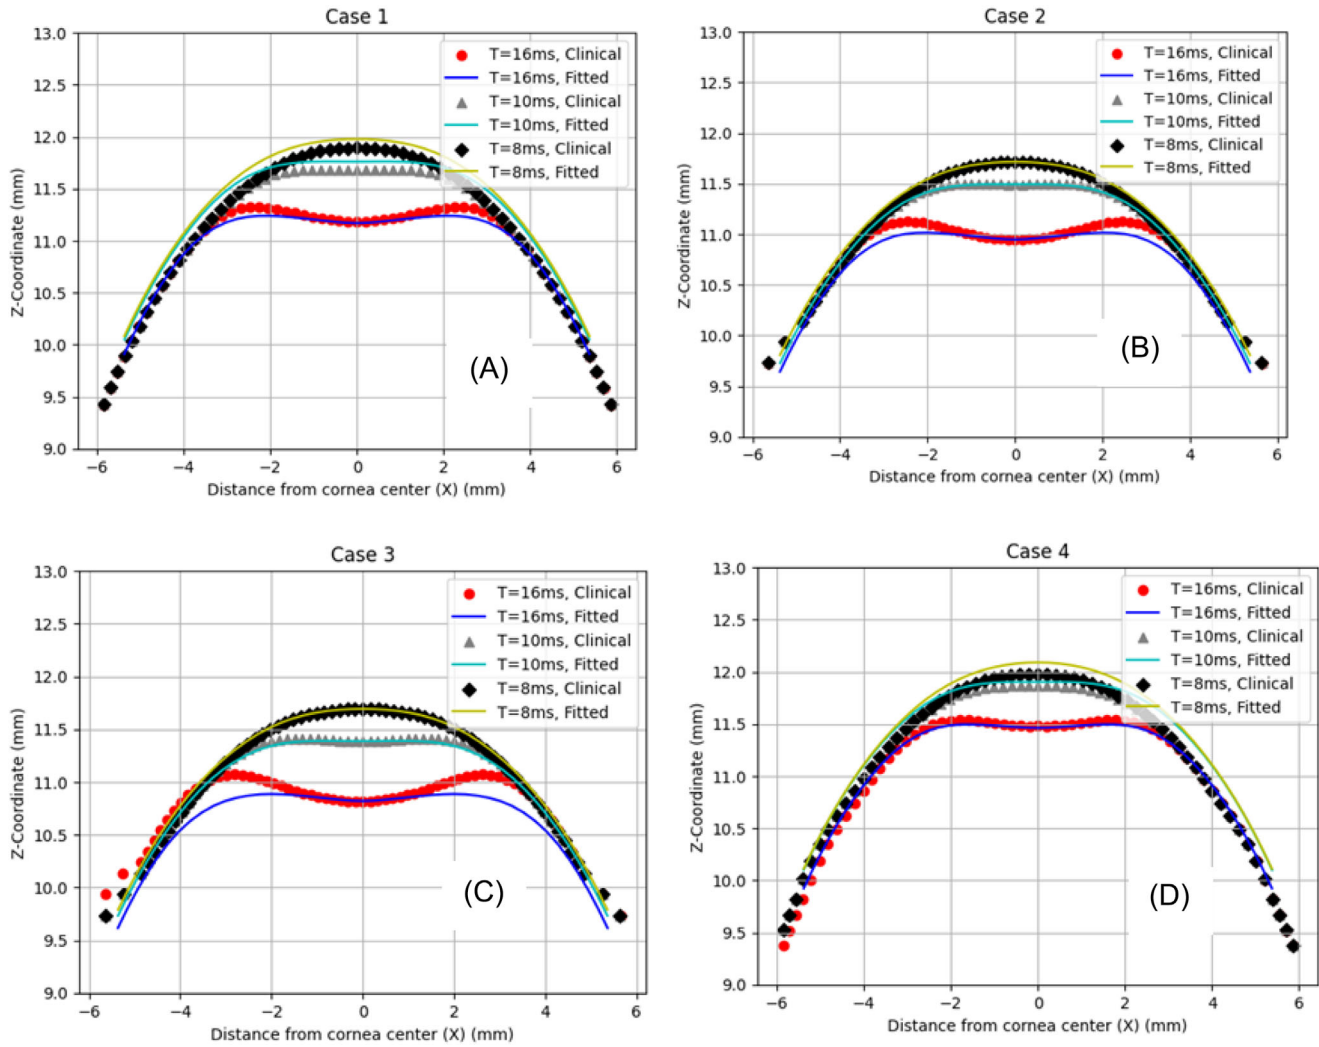 Case 1
13.0
12.5
12.0
11.5
11.0
10.5
10.0
9.5
9.0
Z-Coordinate (mm)
T=16ms, Clinical
T=16ms, Fitted
T=10ms, Clinical
T=10ms, Fitted
T=8ms, Clinical
T=8ms, Fitted
(A)
−6 −4 −2 0 2 4 6
Distance from cornea center (X) (mm)
Case 2
13.0
12.5
12.0
11.5
11.0
10.5
10.0
9.5
9.0
Z-Coordinate (mm)
T=16ms, Clinical
T=16ms, Fitted
T=10ms, Clinical
T=10ms, Fitted
T=8ms, Clinical
T=8ms, Fitted
(B)
−6 −4 −2 0 2 4 6
Distance from cornea center (X) (mm)
Case 3
13.0
12.5
12.0
11.5
11.0
10.5
10.0
9.5
9.0
Z-Coordinate (mm)
T=16ms, Clinical
T=16ms, Fitted
T=10ms, Clinical
T=10ms, Fitted
T=8ms, Clinical
T=8ms, Fitted
(C)
−6 −4 −2 0 2 4 6
Distance from cornea center (X) (mm)
Case 4
13.0
12.5
12.0
11.5
11.0
10.5
10.0
9.5
9.0
Z-Coordinate (mm)
T=16ms, Clinical
T=16ms, Fitted
T=10ms, Clinical
T=10ms, Fitted
T=8ms, Clinical
T=8ms, Fitted
(D)
−6 −4 −2 0 2 4 6
Distance from cornea center (X) (mm)